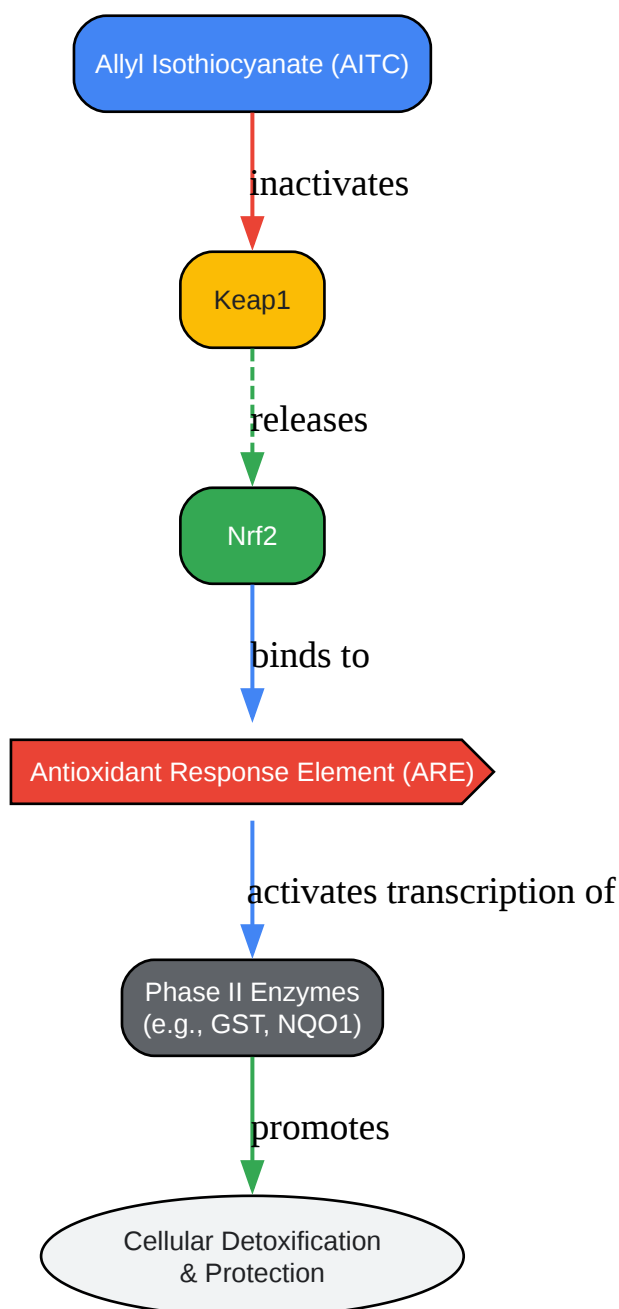 Allyl Isothiocyanate (AITC)
inactivates
Keap1
releases
Nrf2
binds to
Antioxidant Response Element (ARE)
activates transcription of
Phase II Enzymes
(e.g., GST, NQO1)
promotes
Cellular Detoxification
& Protection